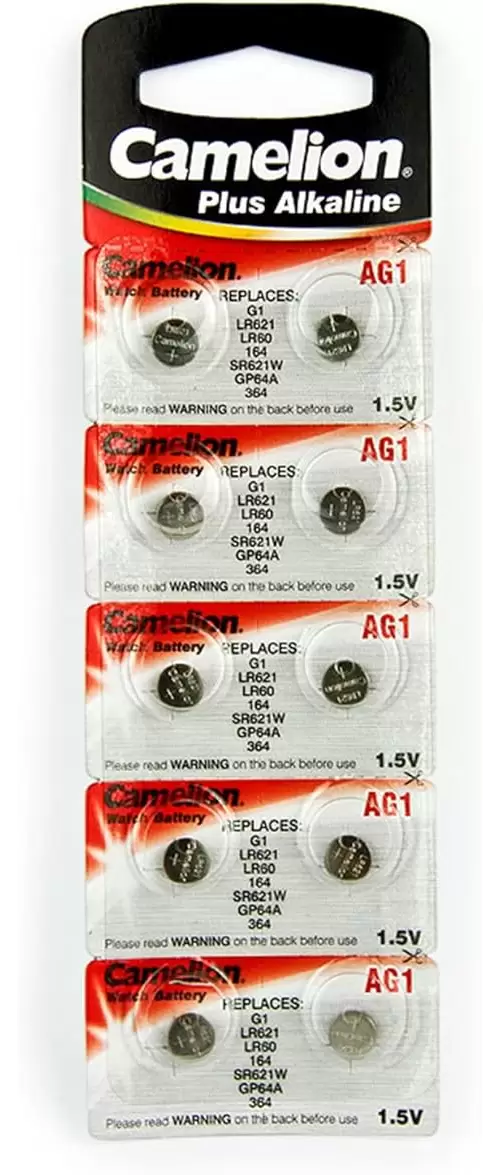 Camelion®
Plus Alkaline
Camelion.
AG1
Watch Battery
REPLACES:
G1
LR621
LR60
164
SR621W
GP64A
364
Camelion
Please read WARNING on the back before use
1.5V
Camelion.
AG1
Watch Battery
REPLACES:
G1
LR621
LR60
164
SR621W
GP64A
364
Please read WARNING on the back before use
1.5V
Camelion.
AG1
Watch Battery
REPLACES:
G1
LR621
LR60
164
SR621W
GP64A
364
Camelion
LR621
Please read WARNING on the back before use
1.5V
Camelion.
AG1
Watch Battery
REPLACES:
G1
LR621
LR60
164
SR621W
GP64A
364
Please read WARNING on the back before use
1.5V
Camelion.
AG1
Watch Battery
REPLACES:
G1
LR621
LR60
164
SR621W
GP64A
364
Please read WARNING on the back before use
1.5V